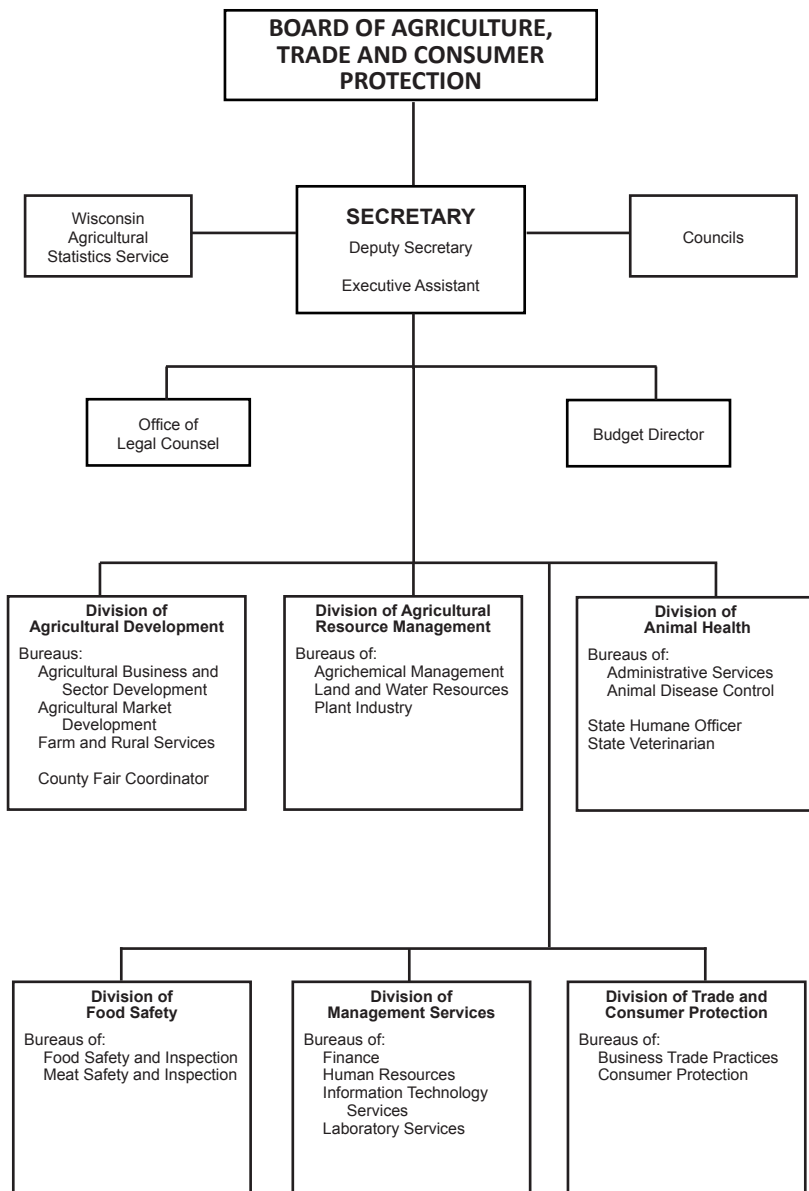 BOARD OF AGRICULTURE,
TRADE AND CONSUMER
PROTECTION
Wisconsin
Agricultural
Statistics Service
SECRETARY
Deputy Secretary
Executive Assistant
Councils
Office of
Legal Counsel
Budget Director
Division of
Agricultural Development
Bureaus:
Agricultural Business and
Sector Development
Agricultural Market
Development
Farm and Rural Services
County Fair Coordinator
Division of Agricultural
Resource Management
Bureaus of:
Agrichemical Management
Land and Water Resources
Plant Industry
Division of
Animal Health
Bureaus of:
Administrative Services
Animal Disease Control
State Humane Officer
State Veterinarian
Division of
Food Safety
Bureaus of:
Food Safety and Inspection
Meat Safety and Inspection
Division of
Management Services
Bureaus of:
Finance
Human Resources
Information Technology
Services
Laboratory Services
Division of Trade and
Consumer Protection
Bureaus of:
Business Trade Practices
Consumer Protection